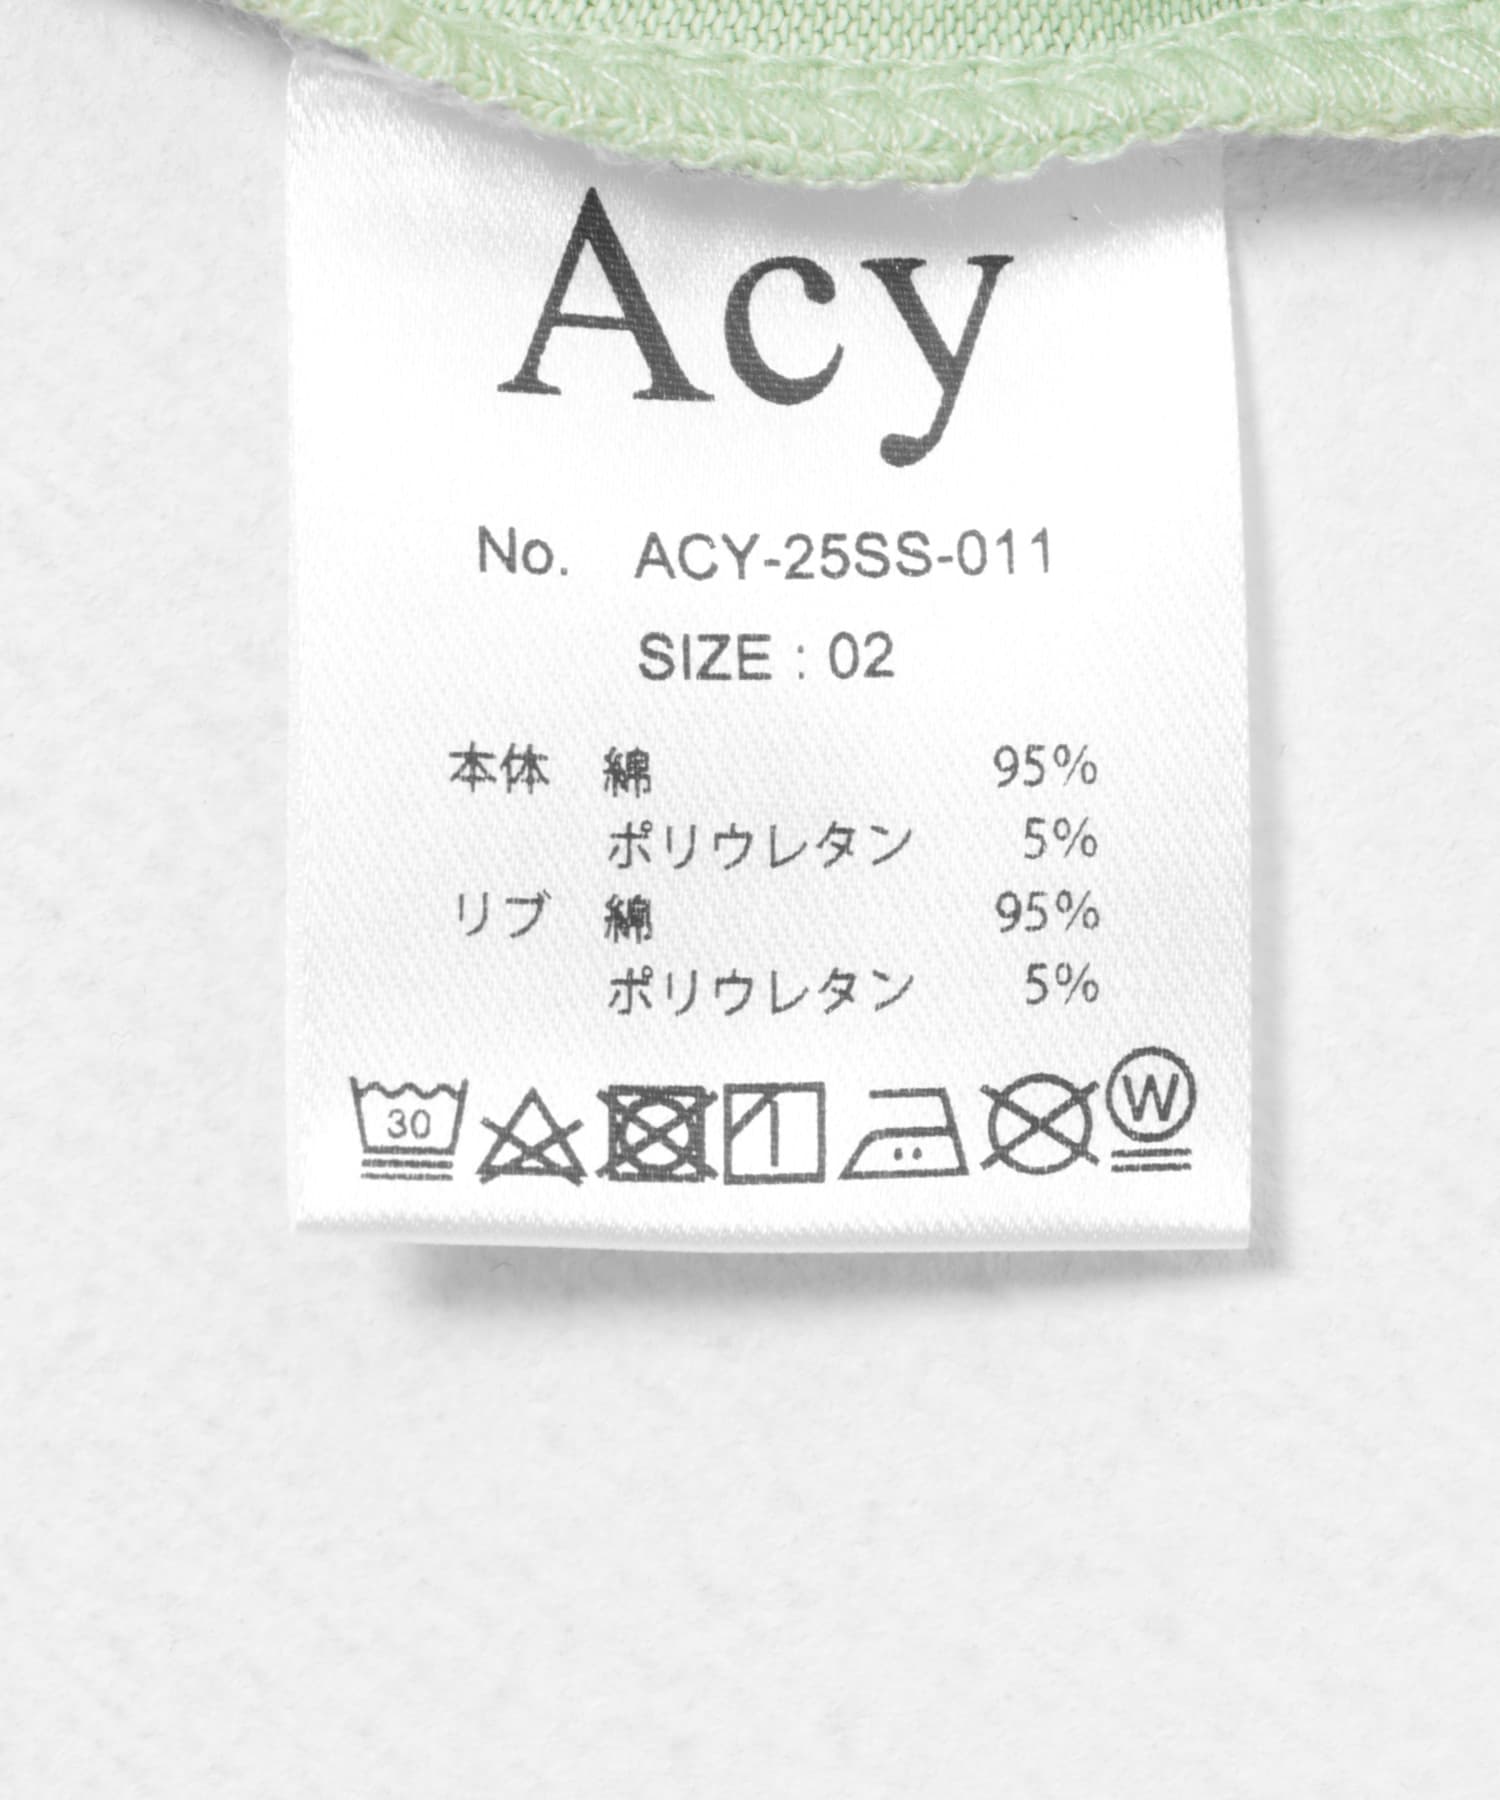 Acy
No. ACY-25SS-011
SIZE : 02
本体 綿 95%
ポリウレタン 5%
リブ 綿 95%
ポリウレタン 5%
30 W